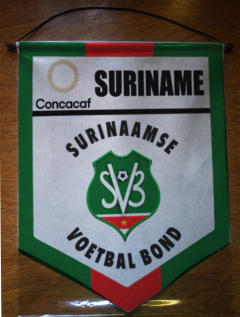 SURINAME
Concacaf
SURINAAMSE
SVB
VOETBAL BOND